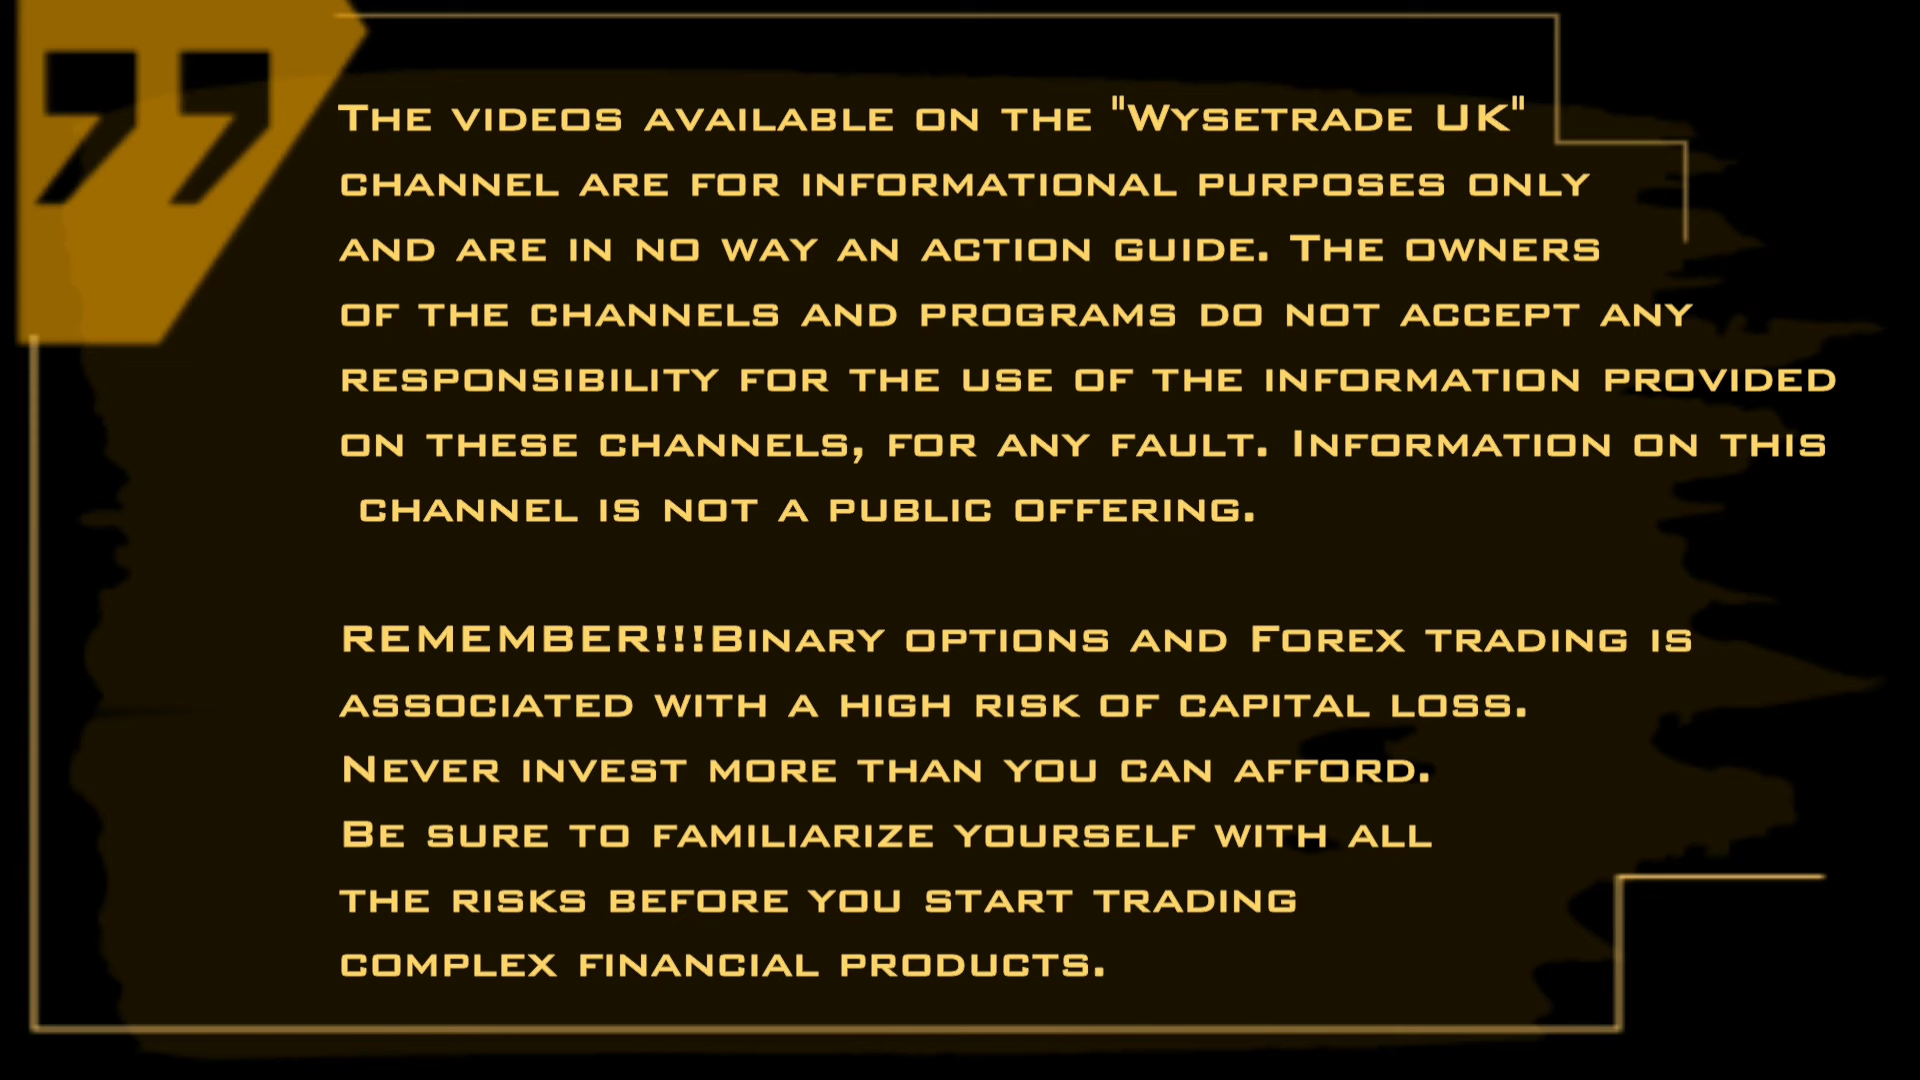 The videos available on the "Wysetrade UK"
channel are for informational purposes only
and are in no way an action guide. The owners
of the channels and programs do not accept any
responsibility for the use of the information provided
on these channels, for any fault. Information on this
channel is not a public offering.
REMEMBER!!!Binary options and Forex trading is
associated with a high risk of capital loss.
Never invest more than you can afford.
Be sure to familiarize yourself with all
the risks before you start trading
complex financial products.